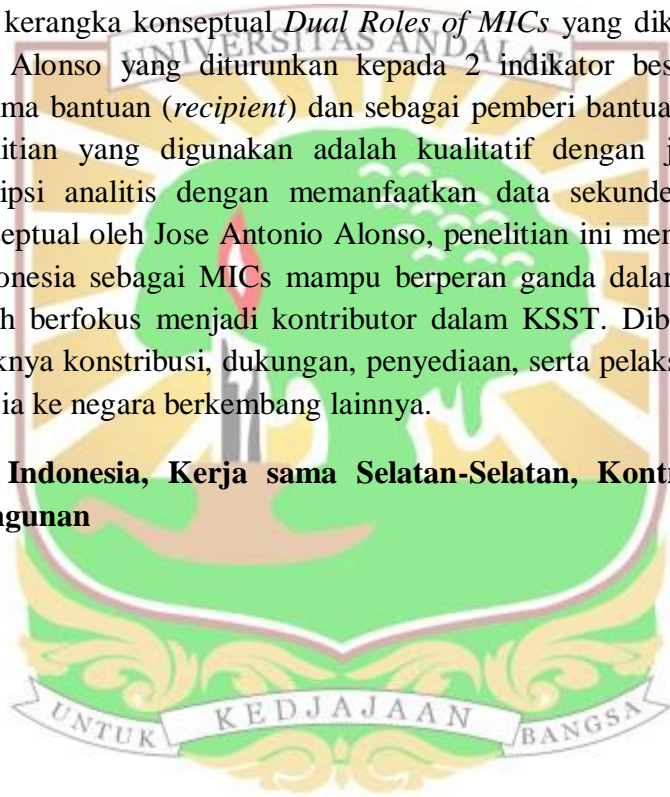 kerangka konseptual Dual Roles of MICs yang dik
UNIVERSITAS ANDALAS
Alonso yang diturunkan kepada 2 indikator bes
ma bantuan (recipient) dan sebagai pemberi bantua
itian yang digunakan adalah kualitatif dengan j
ipsi analitis dengan memanfaatkan data sekunde
septual oleh Jose Antonio Alonso, penelitian ini men
onesia sebagai MICs mampu berperan ganda dalan
h berfokus menjadi kontributor dalam KSST. Dib
knya konstribusi, dukungan, penyediaan, serta pelaks
ia ke negara berkembang lainnya.
Indonesia, Kerja sama Selatan-Selatan, Kontr
ngunan
UNTUK KEDJAJAAN BANGSA